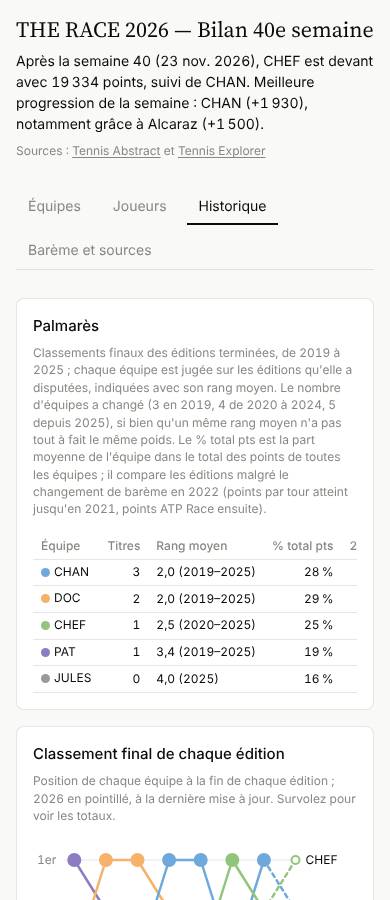 THE RACE 2026 — Bilan 40e semaine
Après la semaine 40 (23 nov. 2026), CHEF est devant
avec 19 334 points, suivi de CHAN. Meilleure
progression de la semaine : CHAN (+1 930),
notamment grâce à Alcaraz (+1 500).
Sources : Tennis Abstract et Tennis Explorer
Équipes Joueurs Historique
Barème et sources
Palmarès
Classements finaux des éditions terminées, de 2019 à
2025 ; chaque équipe est jugée sur les éditions qu'elle a
disputées, indiquées avec son rang moyen. Le nombre
d'équipes a changé (3 en 2019, 4 de 2020 à 2024, 5
depuis 2025), si bien qu'un même rang moyen n'a pas
tout à fait le même poids. Le % total pts est la part
moyenne de l'équipe dans le total des points de toutes
les équipes ; il compare les éditions malgré le
changement de barème en 2022 (points par tour atteint
jusqu'en 2021, points ATP Race ensuite).
Équipe Titres Rang moyen % total pts 2
CHAN 3 2,0 (2019–2025) 28 %
DOC 2 2,0 (2019–2025) 29 %
CHEF 1 2,5 (2020–2025) 25 %
PAT 1 3,4 (2019–2025) 19 %
JULES 0 4,0 (2025) 16 %
Classement final de chaque édition
Position de chaque équipe à la fin de chaque édition ;
2026 en pointillé, à la dernière mise à jour. Survolez pour
voir les totaux.
1er CHEF